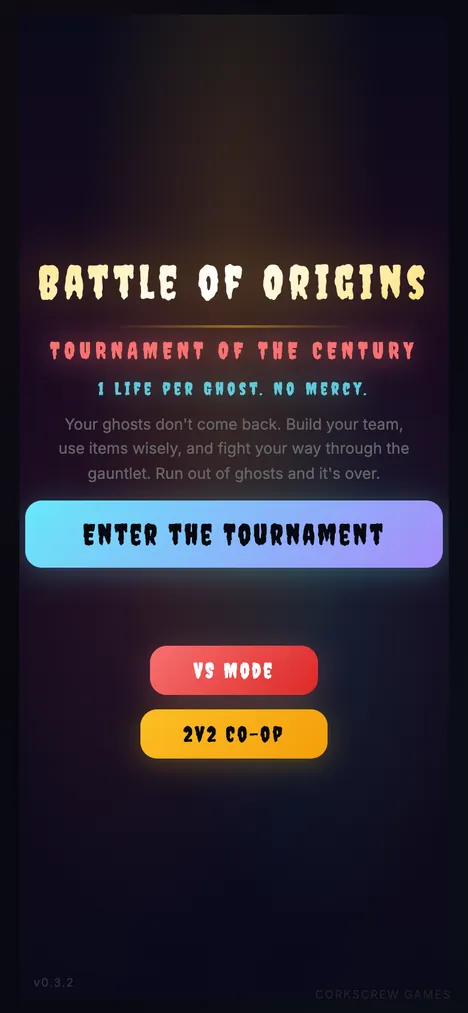 BATTLE OF ORIGINS
TOURNAMENT OF THE CENTURY
1 LIFE PER GHOST. NO MERCY.
Your ghosts don't come back. Build your team,
use items wisely, and fight your way through the
gauntlet. Run out of ghosts and it's over.
ENTER THE TOURNAMENT
VS MODE
2V2 CO-OP
v0.3.2
CORKSCREW GAMES